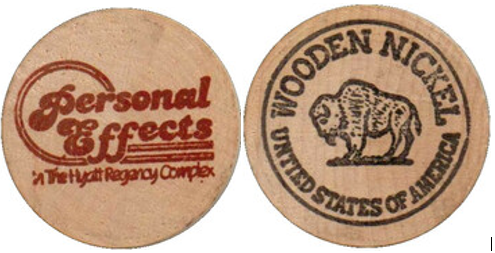 Personal
Effects
in The Hyatt Regency Complex
WOODEN NICKEL
UNITED STATES OF AMERICA